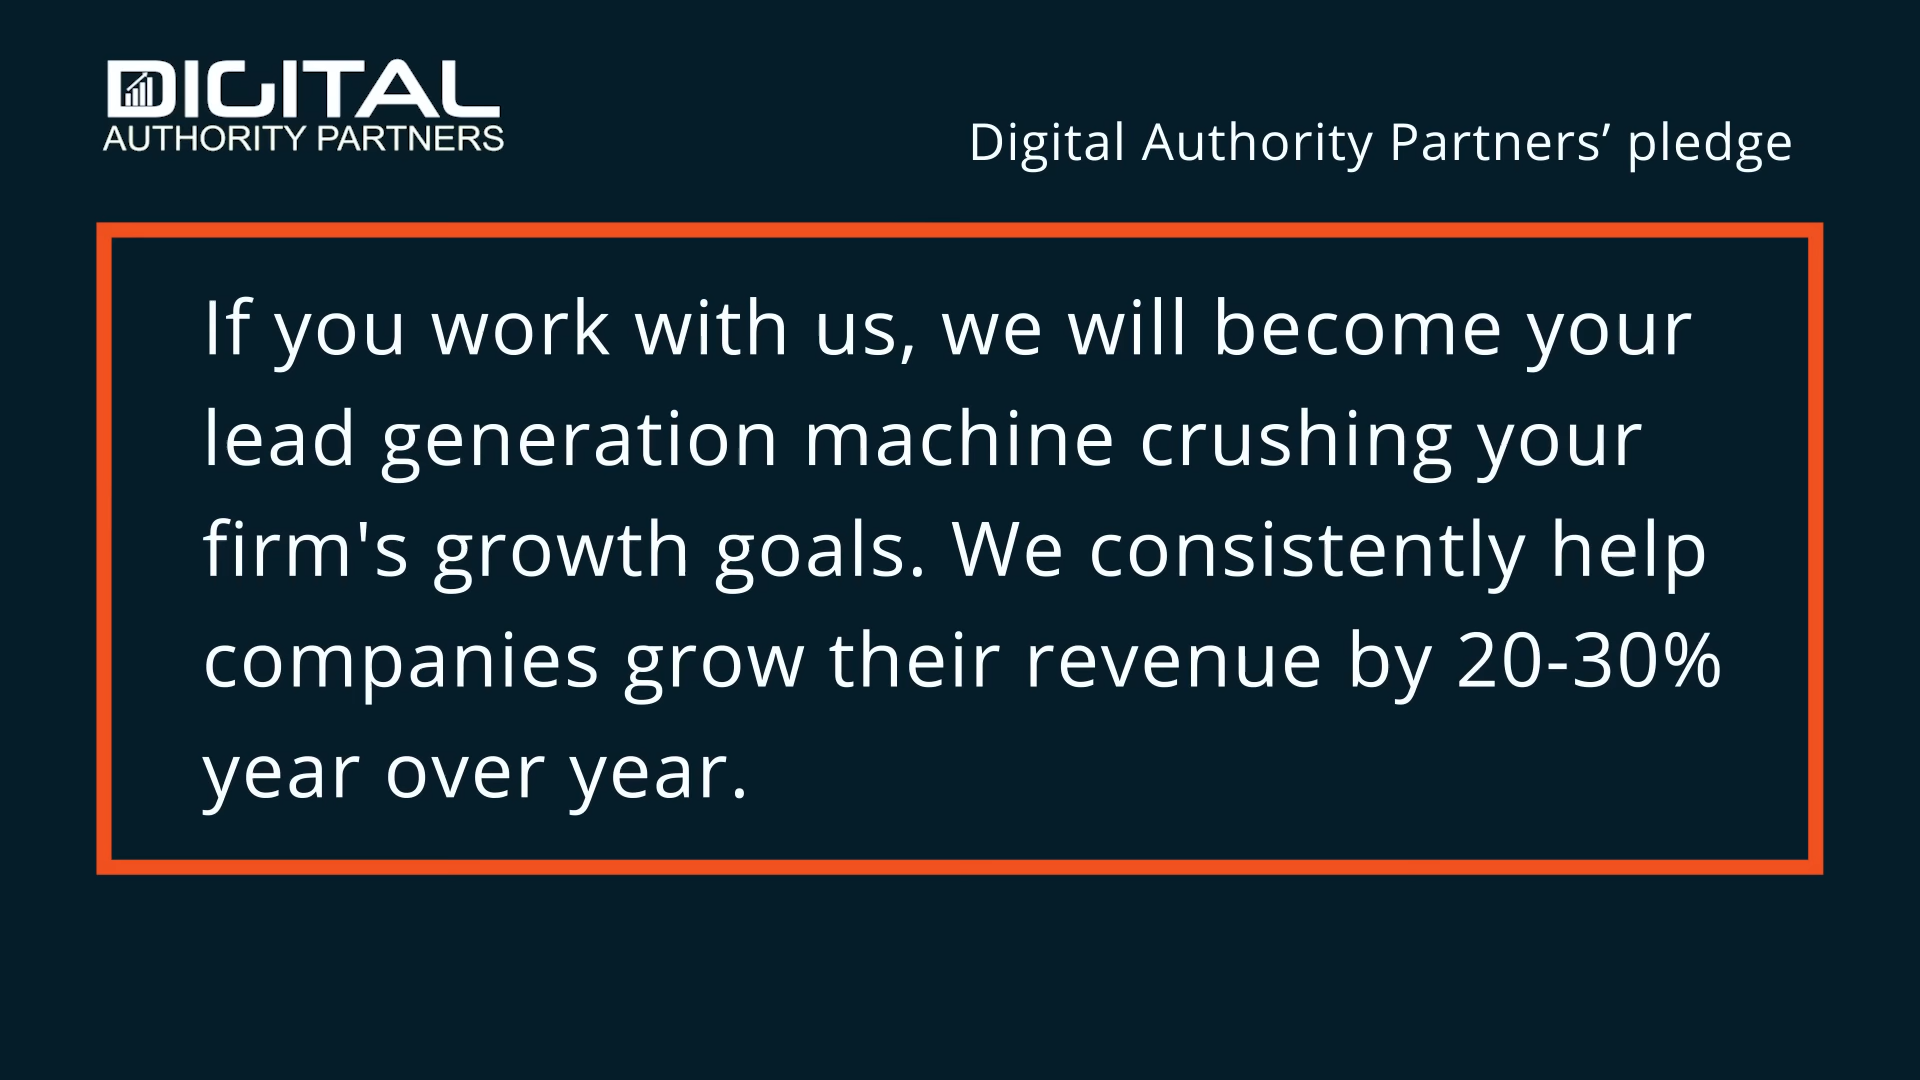 DIGITAL
AUTHORITY PARTNERS
Digital Authority Partners’ pledge
If you work with us, we will become your
lead generation machine crushing your
firm's growth goals. We consistently help
companies grow their revenue by 20-30%
year over year.